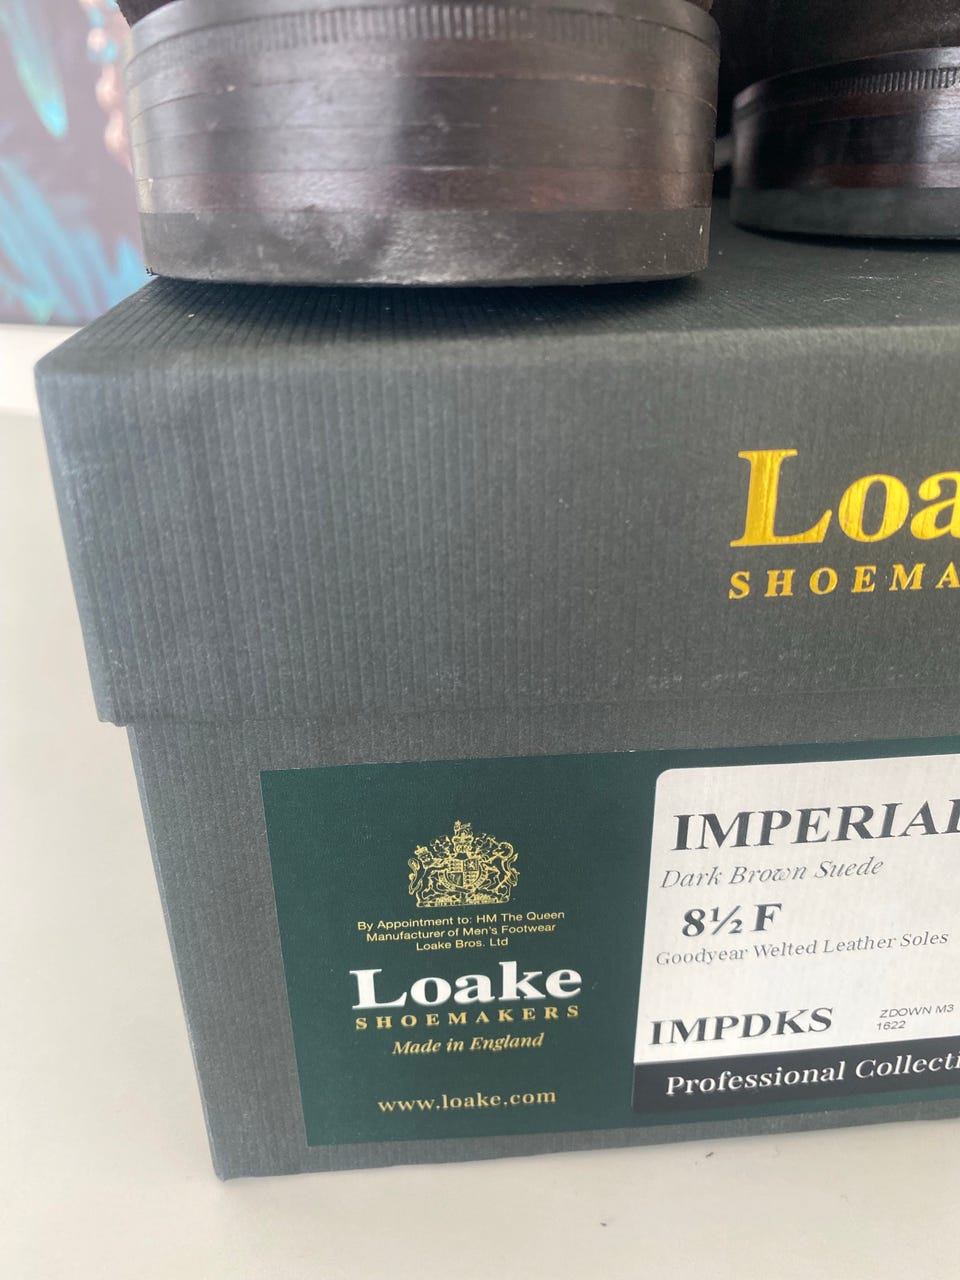 Loa
SHOEMA
By Appointment to: HM The Queen
Manufacturer of Men's Footwear
Loake Bros. Ltd
Loake
SHOEMAKERS
Made in England
www.loake.com
IMPERIAL
Dark Brown Suede
8½ F
Goodyear Welted Leather Soles
IMPDKS
ZDOWN M3
1622
Professional Collecti